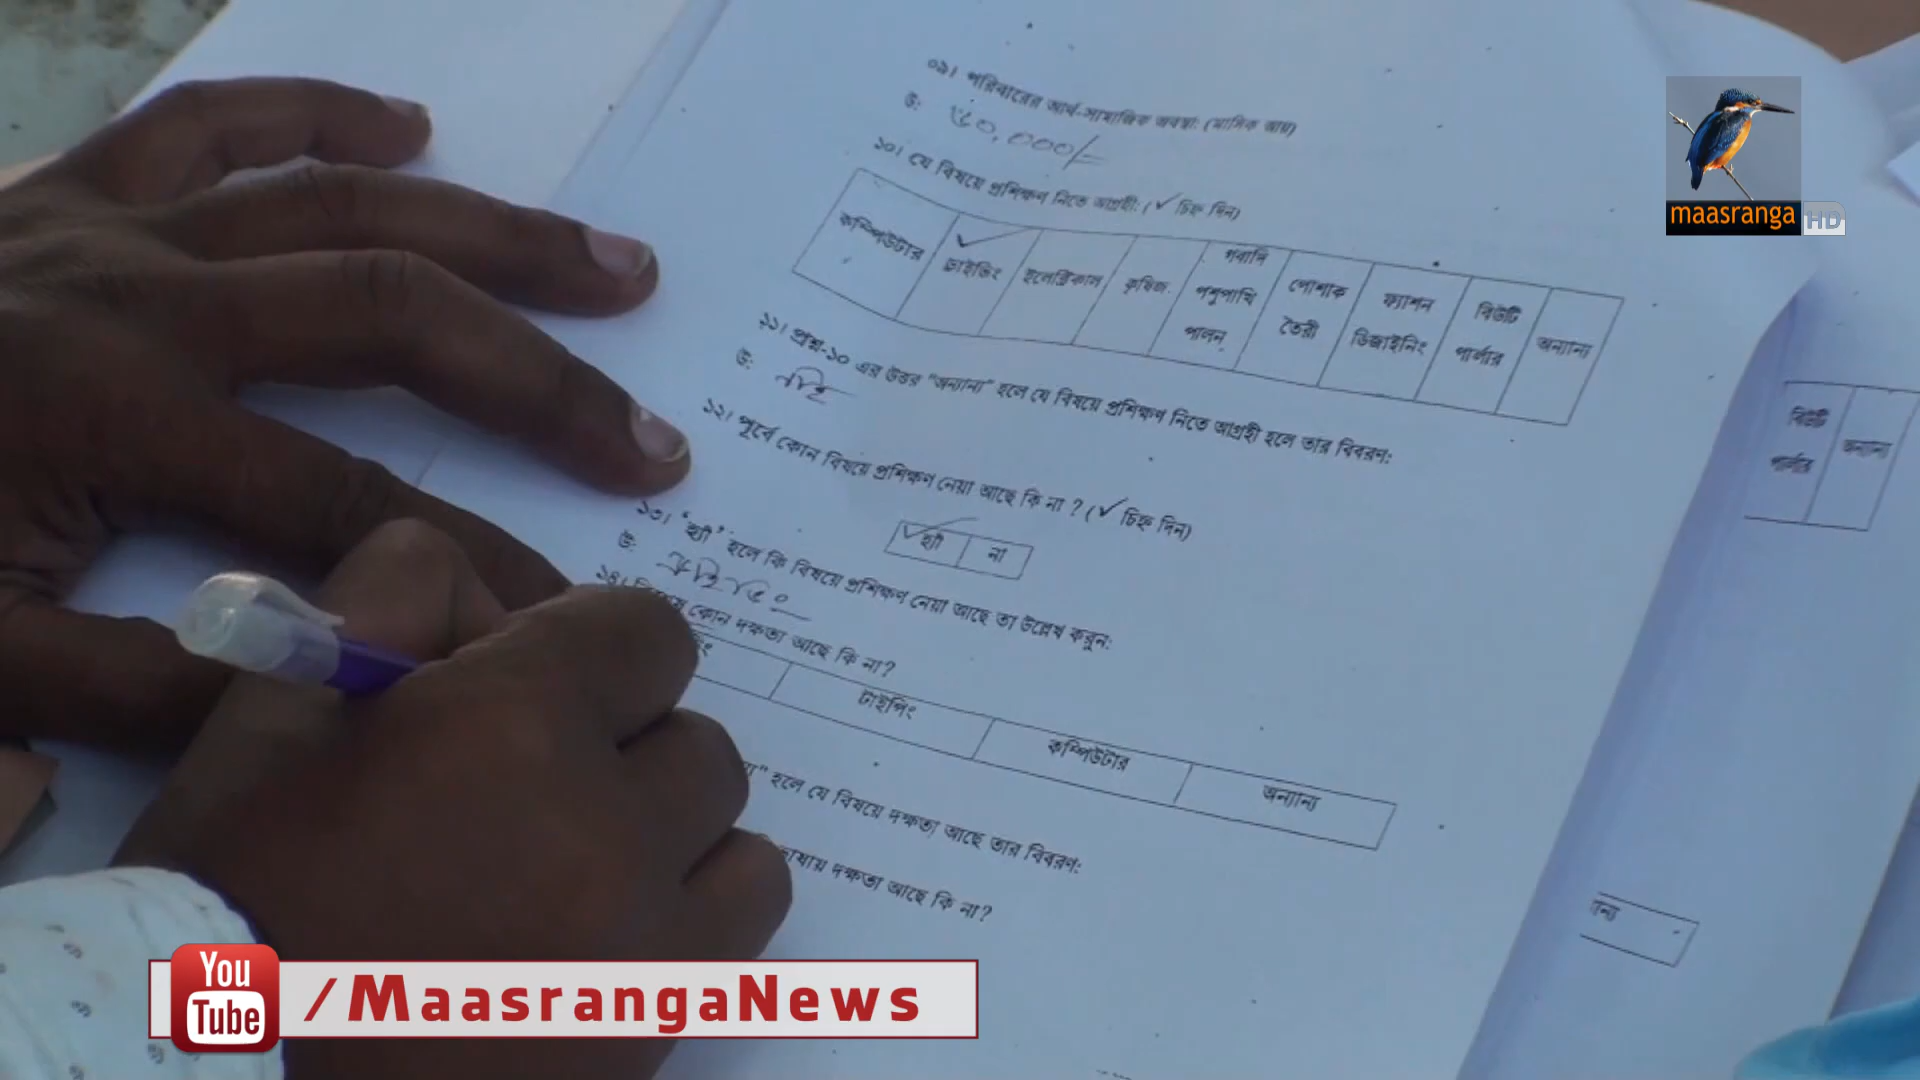 ০৯। পরিবারের আর্থ-সামাজিক অবস্থা: (মাসিক আয়)
উ: ৫০,০০০/=
১০। যে বিষয়ে প্রশিক্ষণ নিতে আগ্রহী: (✓ চিহ্ন দিন)
কম্পিউটার
✓ ড্রাইভিং
ইলেক্ট্রিক্যাল
কৃষিজ
গবাদি
পশুপাখি
পালন
পোশাক
তৈরী
ফ্যাশন
ডিজাইনিং
বিউটি
পার্লার
অন্যান্য
১১। প্রশ্ন-১০ এর উত্তর "অন্যান্য" হলে যে বিষয়ে প্রশিক্ষণ নিতে আগ্রহী হলে তার বিবরণ:
উ:
১২। পূর্বে কোন বিষয়ে প্রশিক্ষণ নেয়া আছে কি না ? (✓ চিহ্ন দিন)
✓ হ্যাঁ
না
১৩। 'হ্যাঁ' হলে কি বিষয়ে প্রশিক্ষণ নেয়া আছে তা উল্লেখ করুন:
উ:
১৪। কোন দক্ষতা আছে কি না?
টাইপিং
কম্পিউটার
অন্যান্য
হলে যে বিষয়ে দক্ষতা আছে তার বিবরণ:
দক্ষতা আছে কি না?
বিউটি
পার্লার
অন্যান্য
maasranga HD
You Tube /MaasrangaNews